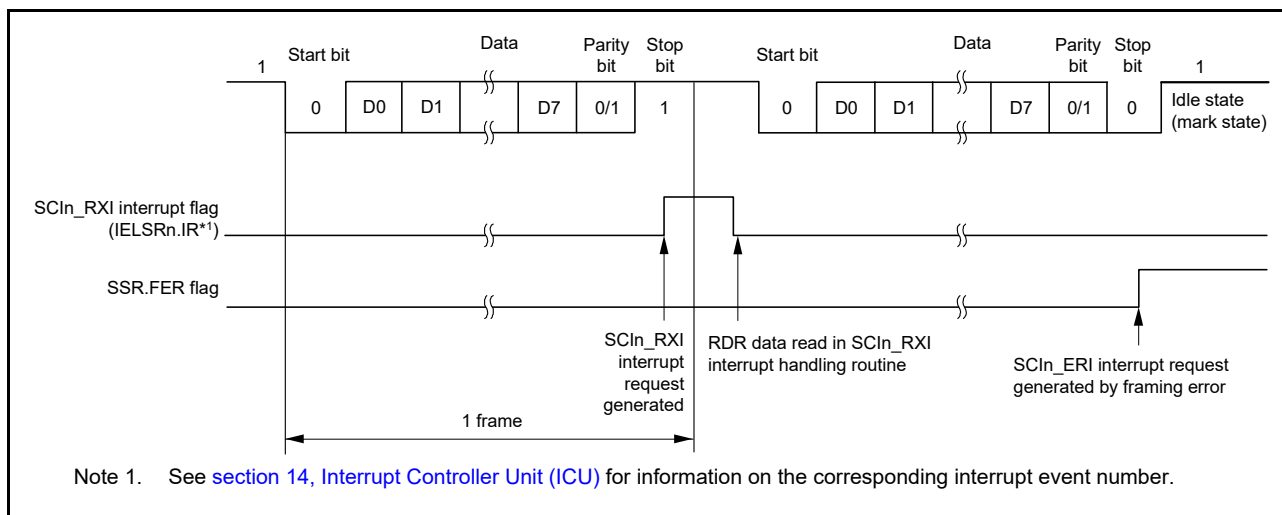 1
Start bit
Data
Parity bit
Stop bit
Start bit
Data
Parity bit
Stop bit
1
0
D0
D1
D7
0/1
1
0
D0
D1
D7
0/1
0
Idle state
(mark state)
SCIn_RXI interrupt flag
(IELSRn.IR*1)
SSR.FER flag
SCIn_RXI
interrupt
request
generated
RDR data read in SCIn_RXI
interrupt handling routine
SCIn_ERI interrupt request
generated by framing error
1 frame
Note 1. See section 14, Interrupt Controller Unit (ICU) for information on the corresponding interrupt event number.